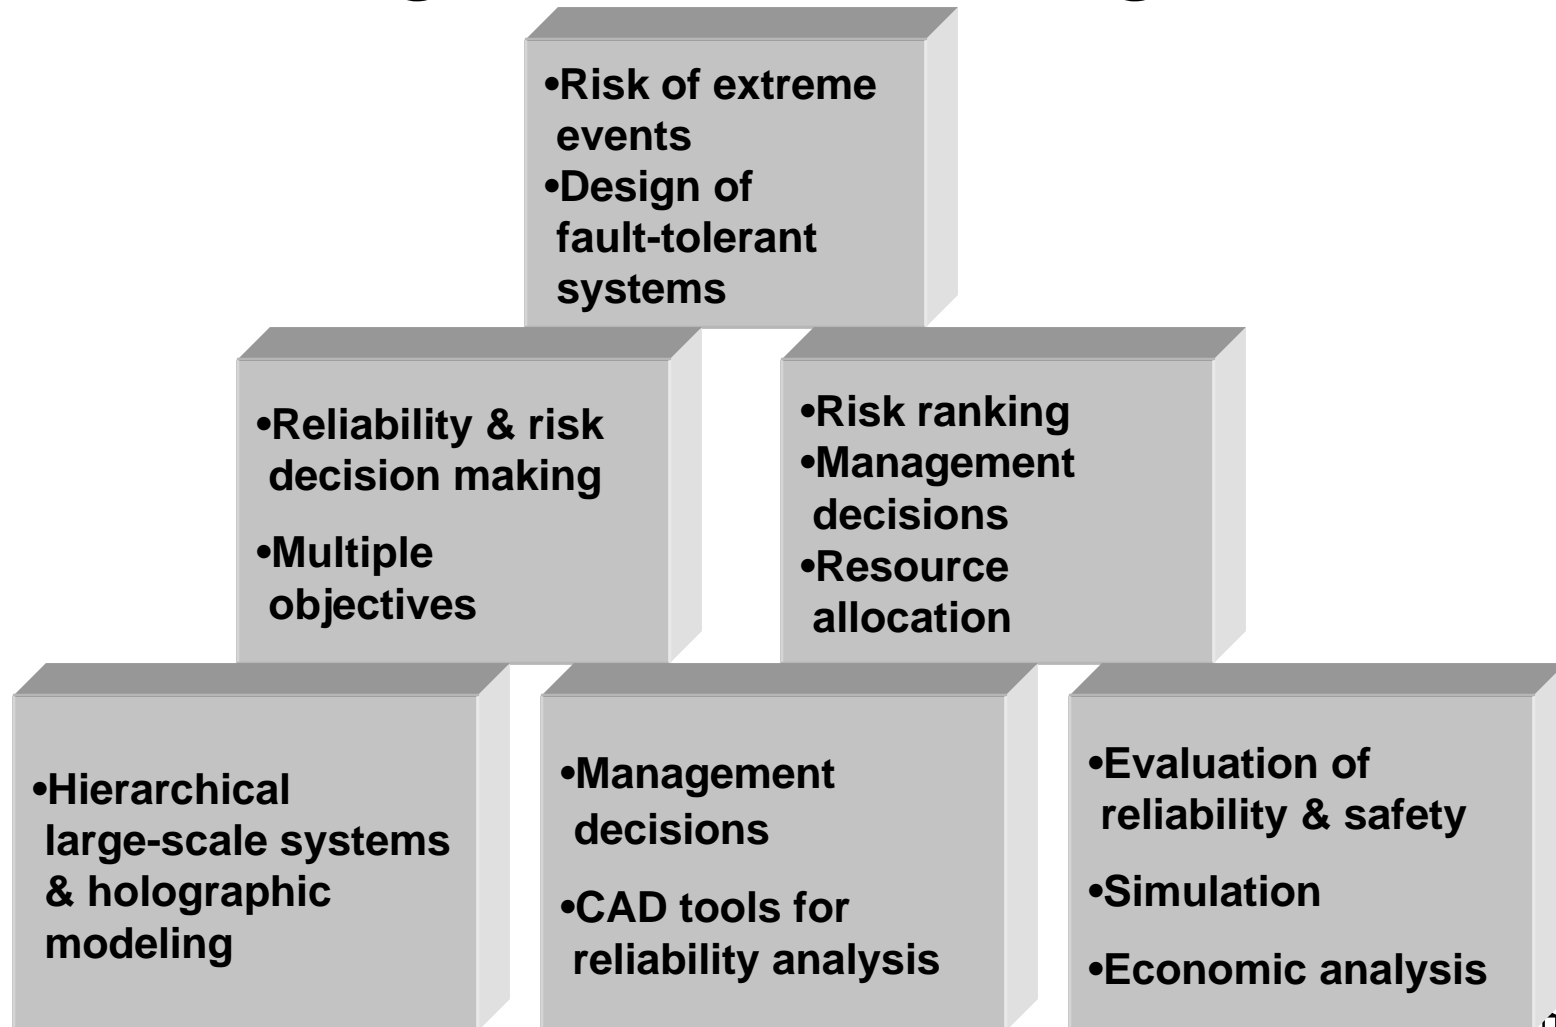 •Risk of extreme
events
•Design of
fault-tolerant
systems
•Reliability & risk
decision making
•Multiple
objectives
•Risk ranking
•Management
decisions
•Resource
allocation
•Hierarchical
large-scale systems
& holographic
modeling
•Management
decisions
•CAD tools for
reliability analysis
•Evaluation of
reliability & safety
•Simulation
•Economic analysis